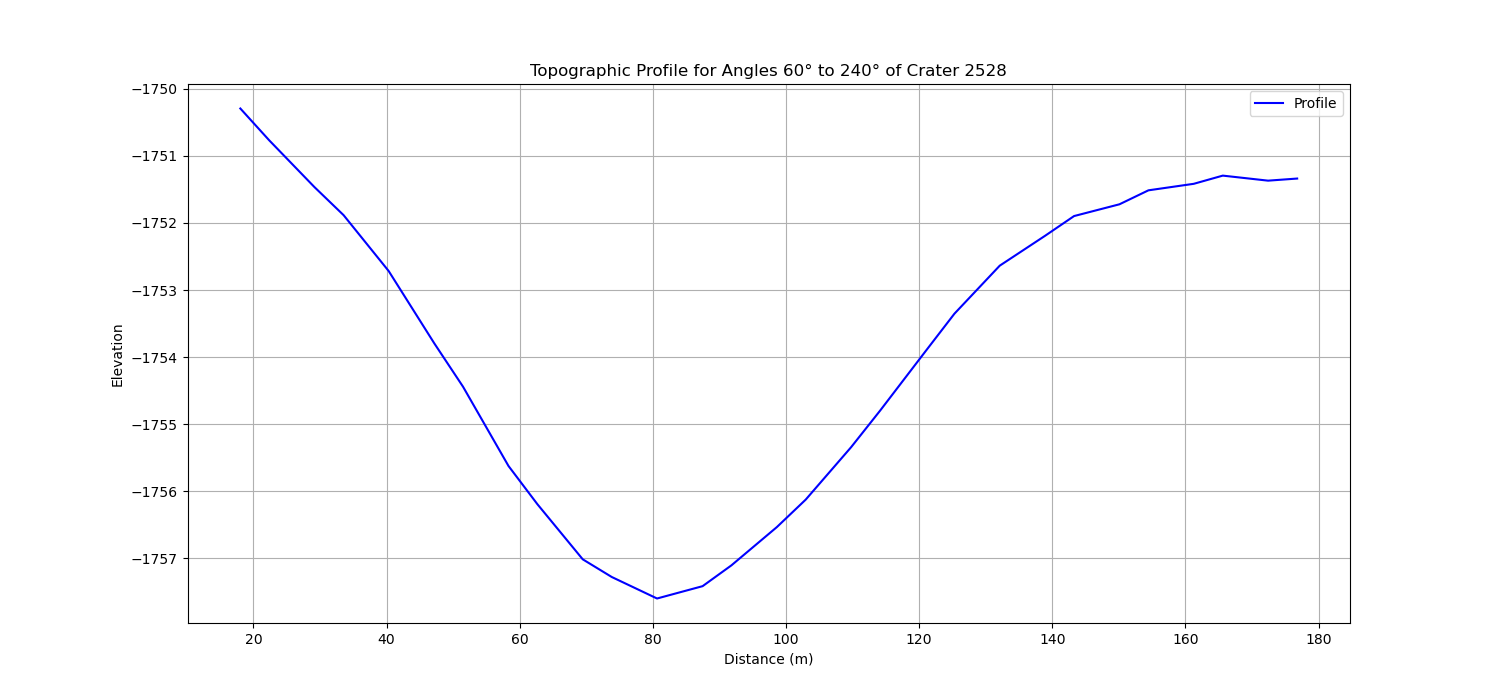 Topographic Profile for Angles 60° to 240° of Crater 2528
Profile
−1750
−1751
−1752
−1753
−1754
−1755
−1756
−1757
Elevation
20 40 60 80 100 120 140 160 180
Distance (m)